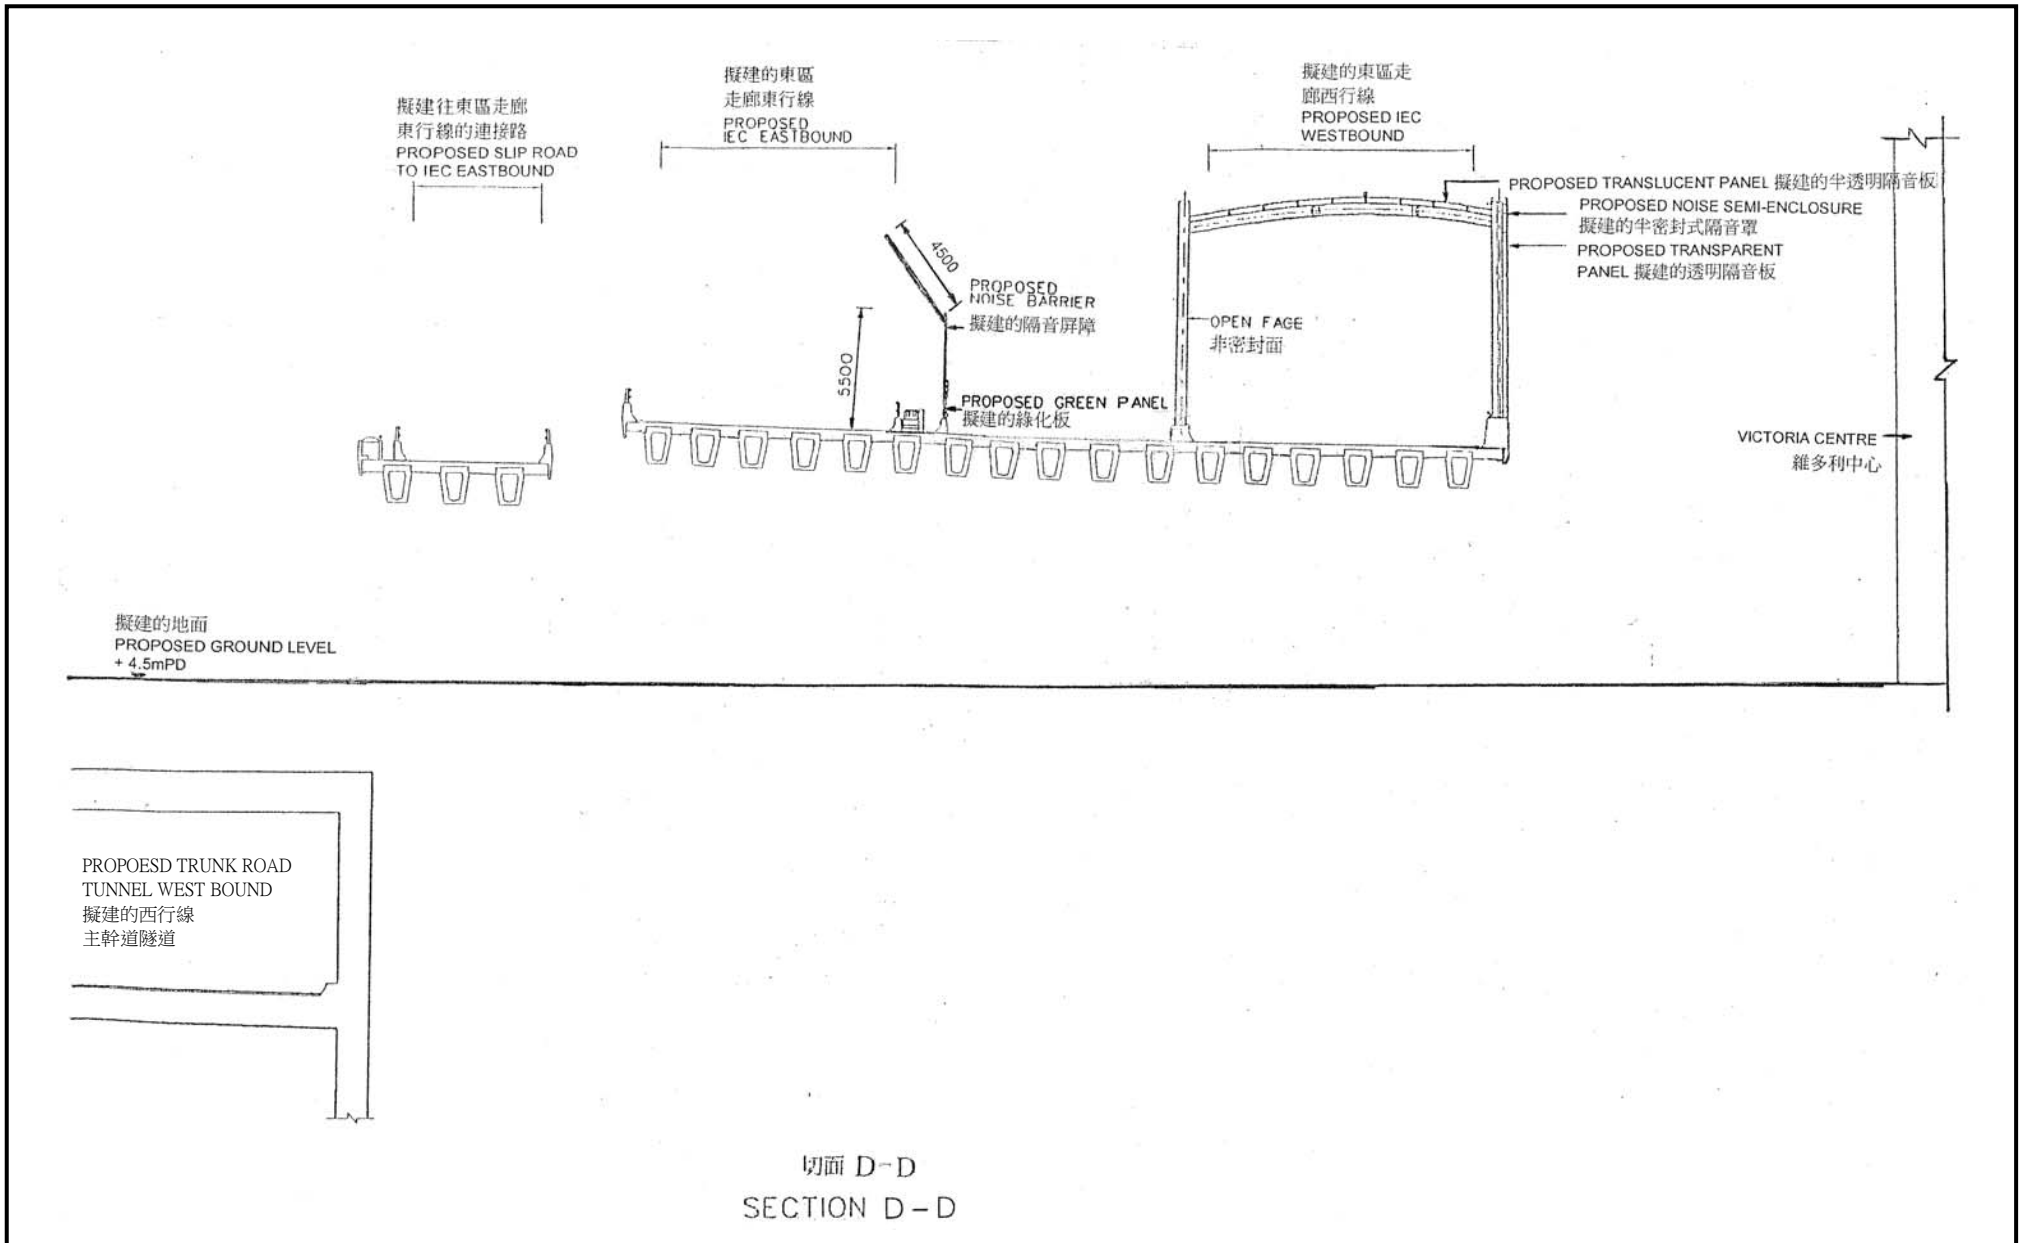 擬建往東區走廊
東行線的連接路
PROPOSED SLIP ROAD
TO IEC EASTBOUND
擬建的東區
走廊東行線
PROPOSED
IEC EASTBOUND
擬建的東區走
廊西行線
PROPOSED IEC
WESTBOUND
PROPOSED TRANSLUCENT PANEL 擬建的半透明隔音板
PROPOSED NOISE SEMI-ENCLOSURE
擬建的半密封式隔音罩
PROPOSED TRANSPARENT
PANEL 擬建的透明隔音板
4500
PROPOSED
NOISE BARRIER
擬建的隔音屏障
5500
OPEN FAGE
非密封面
PROPOSED GREEN PANEL
擬建的綠化板
VICTORIA CENTRE
維多利中心
擬建的地面
PROPOSED GROUND LEVEL
+ 4.5mPD
PROPOESD TRUNK ROAD
TUNNEL WEST BOUND
擬建的西行線
主幹道隧道
切面 D-D
SECTION D-D